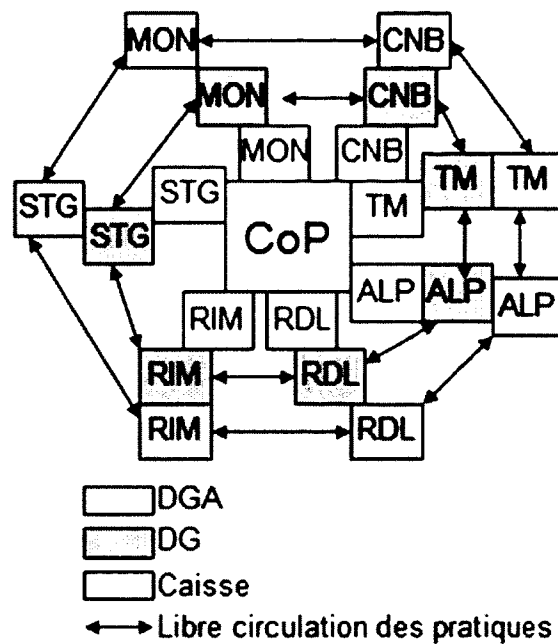 MON CNB
MON CNB
MON CNB
STG TM TM
STG TM
STG
CoP
ALP ALP ALP
RIM RDL
RIM RDL
RIM RDL
DGA
DG
Caisse
Libre circulation des pratiques